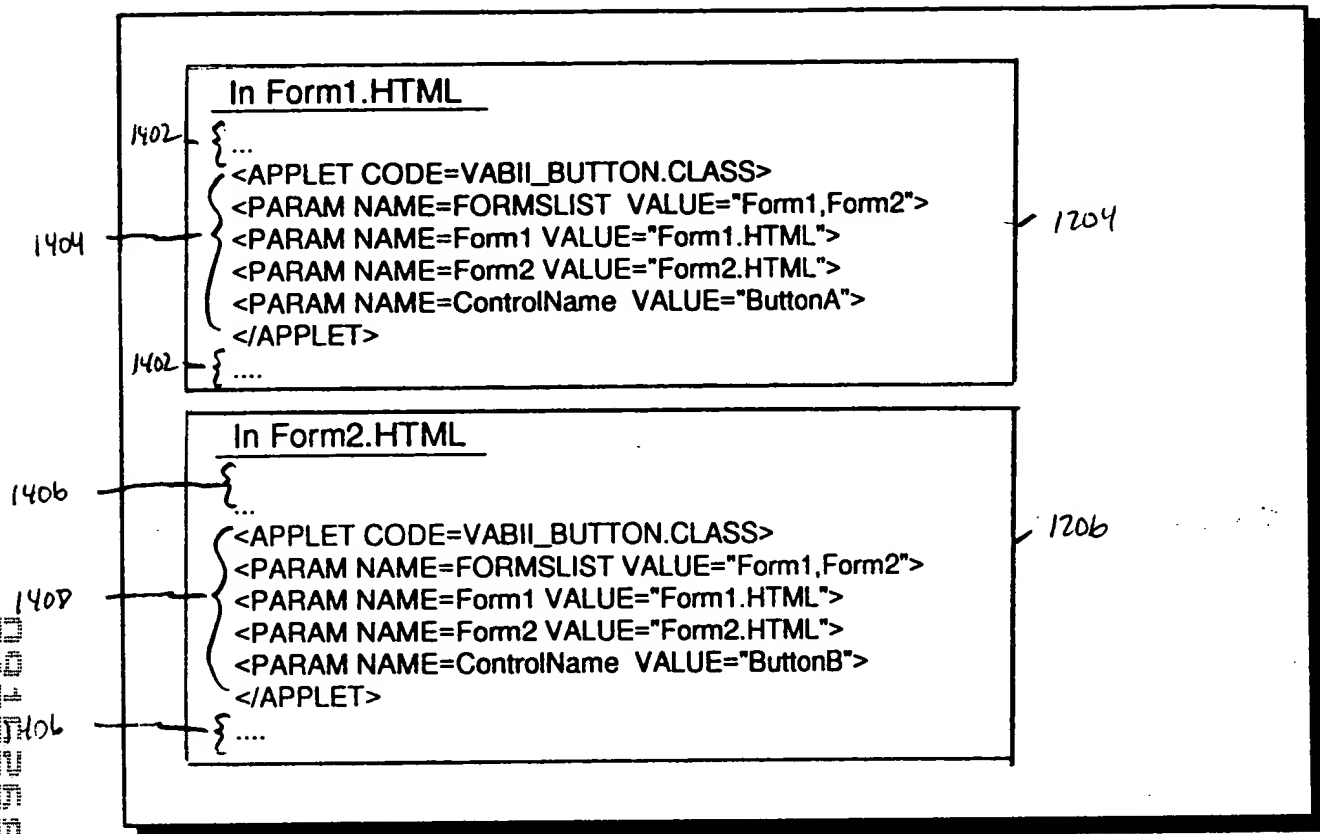 In Form1.HTML
1402
...
<APPLET CODE=VABII_BUTTON.CLASS>
<PARAM NAME=FORMSLIST VALUE="Form1,Form2">
1204
1404
<PARAM NAME=Form1 VALUE="Form1.HTML">
<PARAM NAME=Form2 VALUE="Form2.HTML">
<PARAM NAME=ControlName VALUE="ButtonA">
</APPLET>
1402
....
In Form2.HTML
1406
...
<APPLET CODE=VABII_BUTTON.CLASS>
1206
<PARAM NAME=FORMSLIST VALUE="Form1,Form2">
1408
<PARAM NAME=Form1 VALUE="Form1.HTML">
<PARAM NAME=Form2 VALUE="Form2.HTML">
<PARAM NAME=ControlName VALUE="ButtonB">
</APPLET>
1406
....